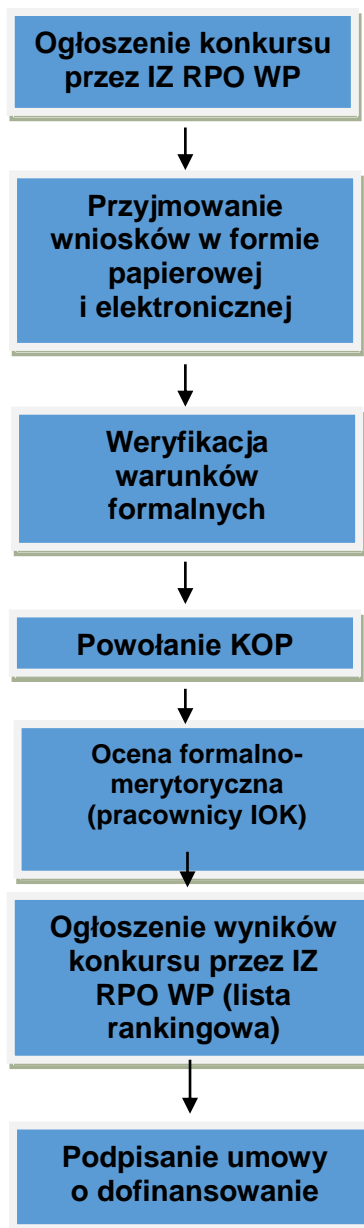 Ogłoszenie konkursu
przez IZ RPO WP
Przyjmowanie
wniosków w formie
papierowej
i elektronicznej
Weryfikacja
warunków
formalnych
Powołanie KOP
Ocena formalno-
merytoryczna
(pracownicy IOK)
Ogłoszenie wyników
konkursu przez IZ
RPO WP (lista
rankingowa)
Podpisanie umowy
o dofinansowanie